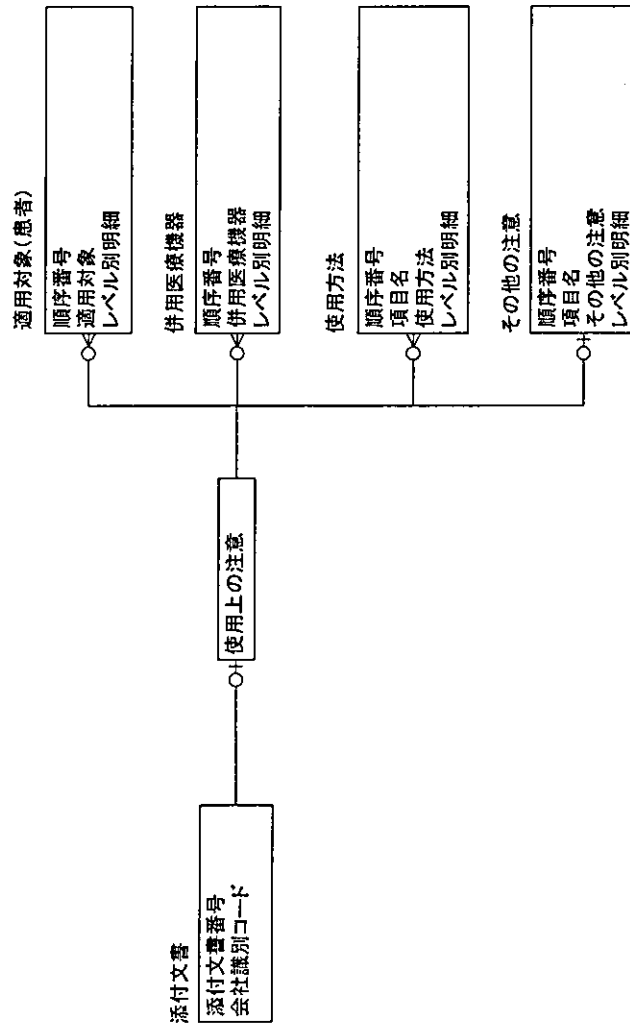 添付文書
添付文書番号
会社識別コード
使用上の注意
適用対象(患者)
順序番号
適用対象
レベル別明細
併用医療機器
順序番号
併用医療機器
レベル別明細
使用方法
順序番号
項目名
使用方法
レベル別明細
その他の注意
順序番号
項目名
その他の注意
レベル別明細